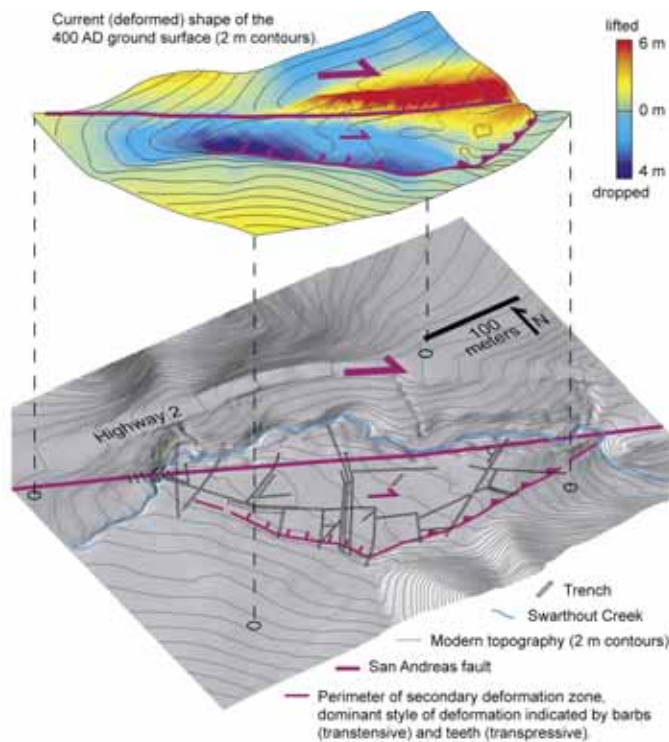 Current (deformed) shape of the
400 AD ground surface (2 m contours).
lifted
6 m
0 m
4 m
dropped
100
meters
N
Highway 2
Trench
Swarthout Creek
Modern topography (2 m contours)
San Andreas fault
Perimeter of secondary deformation zone,
dominant style of deformation indicated by barbs
(transtensive) and teeth (transpressive).